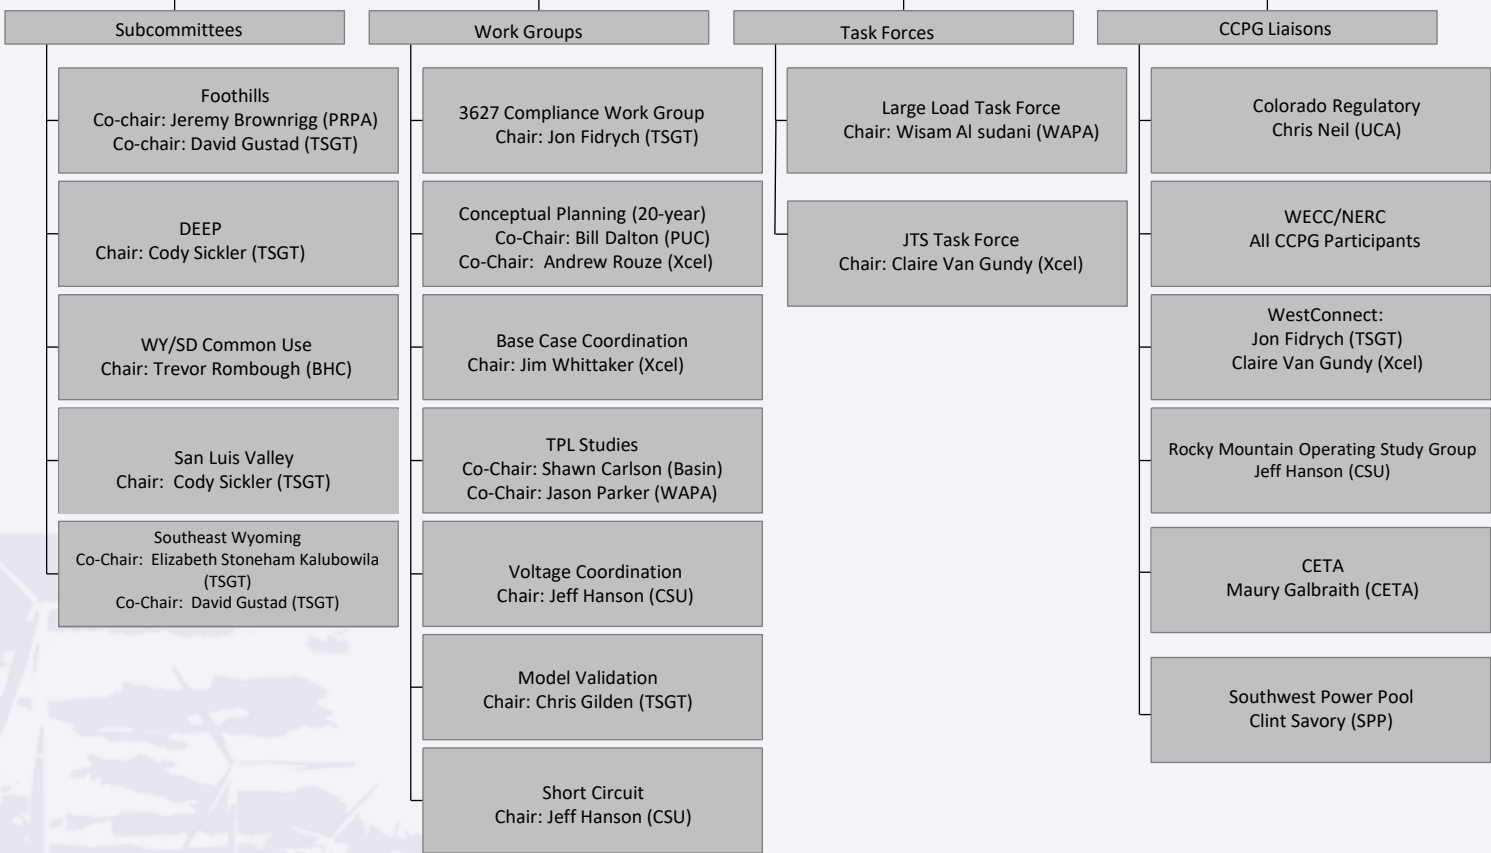 Subcommittees
Foothills
Co-chair: Jeremy Brownrigg (PRPA)
Co-chair: David Gustad (TSGT)
DEEP
Chair: Cody Sickler (TSGT)
WY/SD Common Use
Chair: Trevor Rombough (BHC)
San Luis Valley
Chair: Cody Sickler (TSGT)
Southeast Wyoming
Co-Chair: Elizabeth Stoneham Kalubowila
(TSGT)
Co-Chair: David Gustad (TSGT)
Work Groups
3627 Compliance Work Group
Chair: Jon Fidrych (TSGT)
Conceptual Planning (20-year)
Co-Chair: Bill Dalton (PUC)
Co-Chair: Andrew Rouze (Xcel)
Base Case Coordination
Chair: Jim Whittaker (Xcel)
TPL Studies
Co-Chair: Shawn Carlson (Basin)
Co-Chair: Jason Parker (WAPA)
Voltage Coordination
Chair: Jeff Hanson (CSU)
Model Validation
Chair: Chris Gilden (TSGT)
Short Circuit
Chair: Jeff Hanson (CSU)
Task Forces
Large Load Task Force
Chair: Wisam Al sudani (WAPA)
JTS Task Force
Chair: Claire Van Gundy (Xcel)
CCPG Liaisons
Colorado Regulatory
Chris Neil (UCA)
WECC/NERC
All CCPG Participants
WestConnect:
Jon Fidrych (TSGT)
Claire Van Gundy (Xcel)
Rocky Mountain Operating Study Group
Jeff Hanson (CSU)
CETA
Maury Galbraith (CETA)
Southwest Power Pool
Clint Savory (SPP)